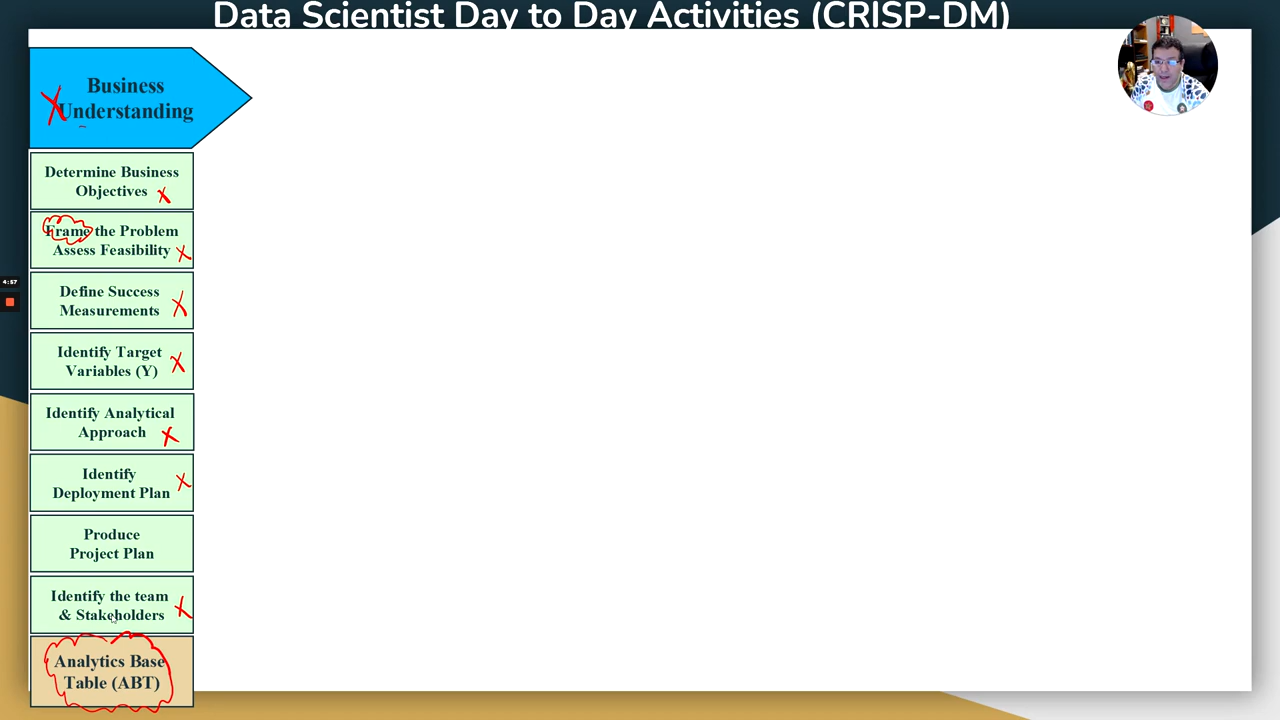 Data Scientist Day to Day Activities (CRISP-DM)
Business
Understanding
Determine Business
Objectives
Frame the Problem
Assess Feasibility
Define Success
Measurements
Identify Target
Variables (Y)
Identify Analytical
Approach
Identify
Deployment Plan
Produce
Project Plan
Identify the team
& Stakeholders
Analytics Base
Table (ABT)
4:57